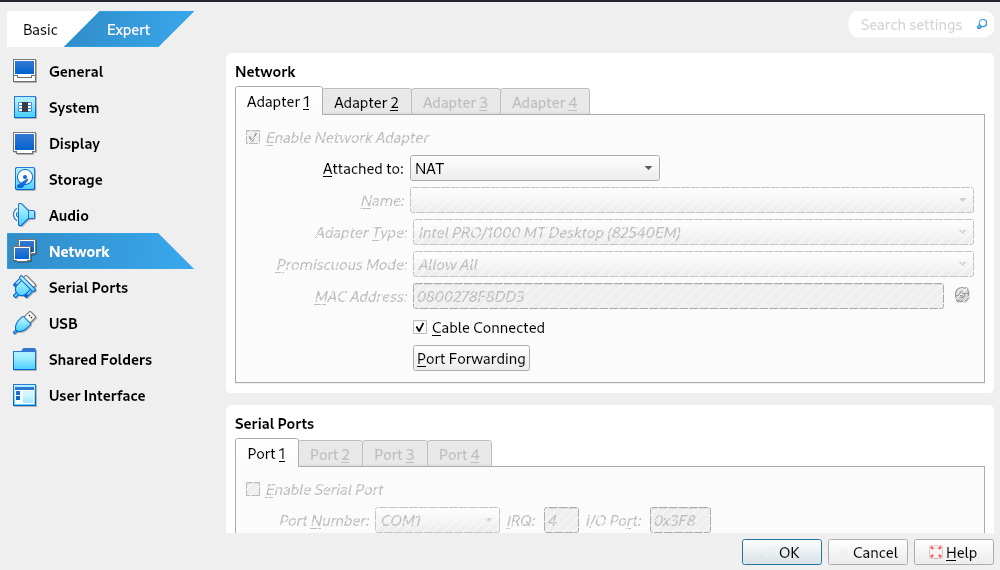 Basic
Expert
Search settings
General
System
Display
Storage
Audio
Network
Serial Ports
USB
Shared Folders
User Interface
Network
Adapter 1
Adapter 2
Adapter 3
Adapter 4
Enable Network Adapter
Attached to: NAT
Name:
Adapter Type: Intel PRO/1000 MT Desktop (82540EM)
Promiscuous Mode: Allow All
MAC Address: 0800278F8DD3
Cable Connected
Port Forwarding
Serial Ports
Port 1
Port 2
Port 3
Port 4
Enable Serial Port
Port Number: COM1 IRQ: 4 I/O Port: 0x3F8
OK
Cancel
Help